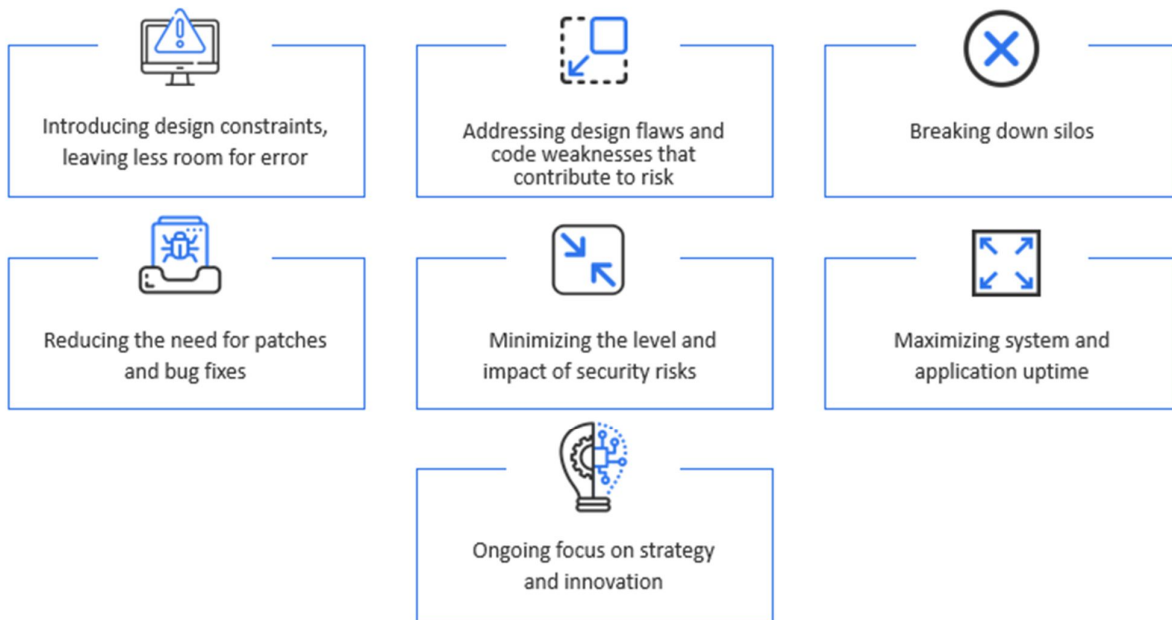 Introducing design constraints,
leaving less room for error
Addressing design flaws and
code weaknesses that
contribute to risk
Breaking down silos
Reducing the need for patches
and bug fixes
Minimizing the level and
impact of security risks
Maximizing system and
application uptime
Ongoing focus on strategy
and innovation